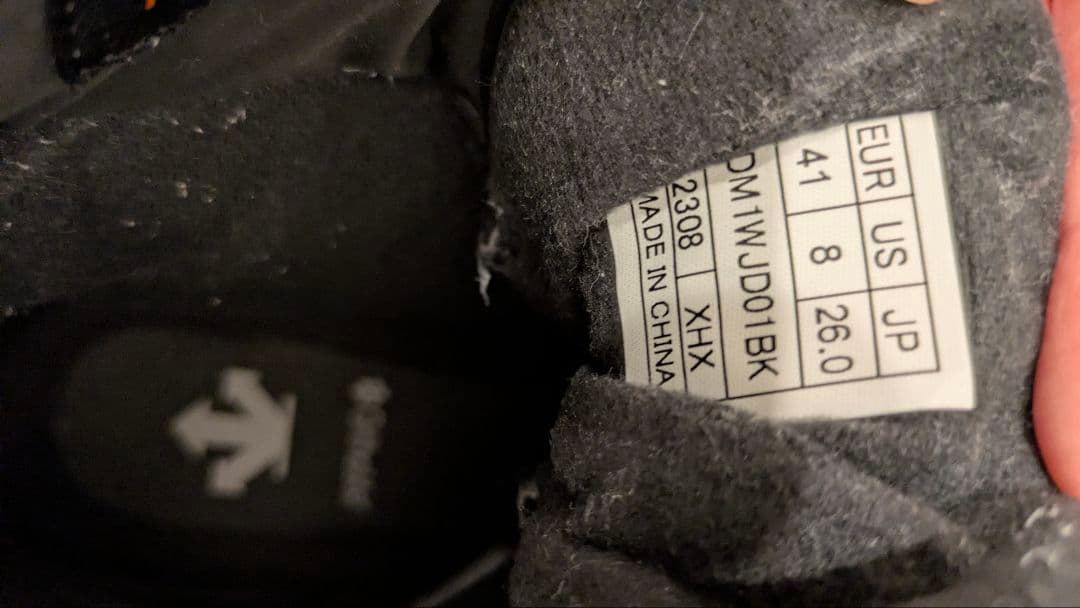 EUR US JP
41 8 26.0
DM1WJD01BK
2308 XHX
MADE IN CHINA